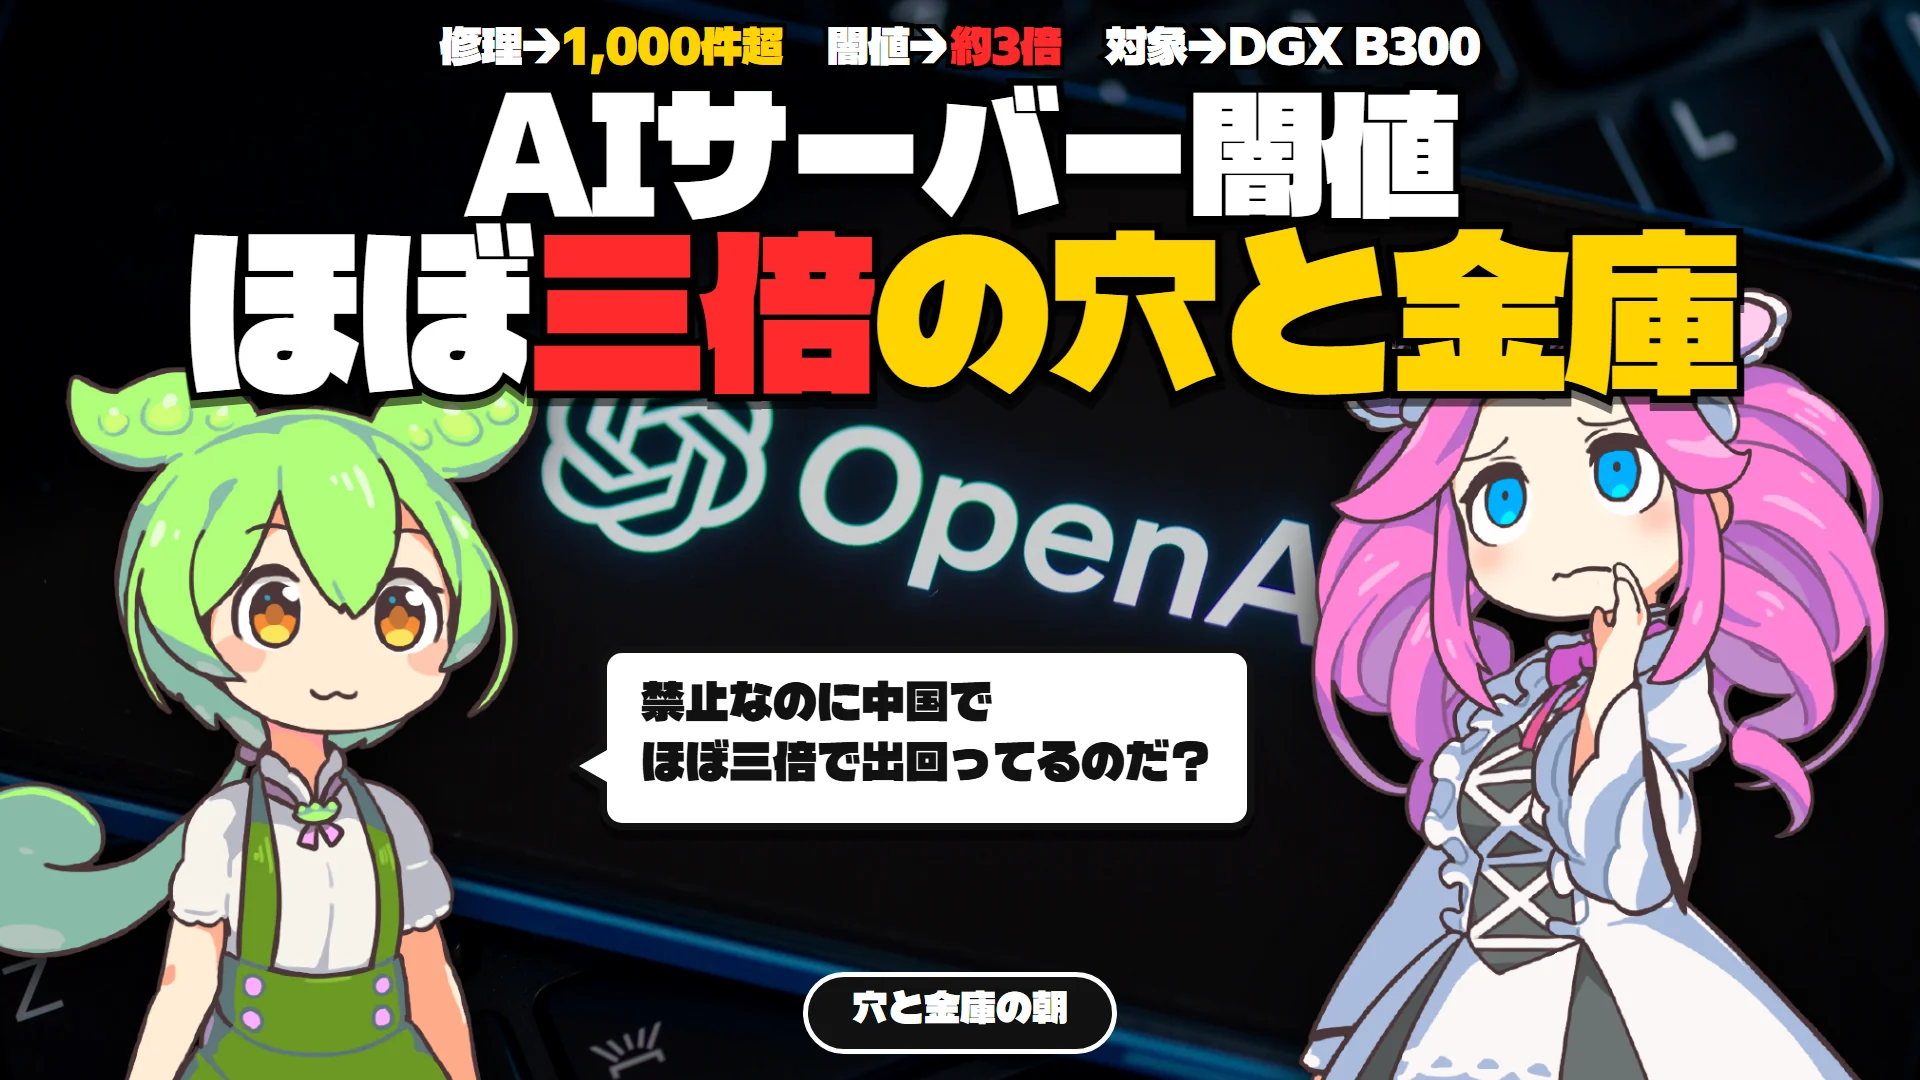 修理→1,000件超 闇値→約3倍 対象→DGX B300
AIサーバー闇値
ほぼ三倍の穴と金庫
OpenA
禁止なのに中国で
ほぼ三倍で出回ってるのだ?
穴と金庫の朝
L
Z